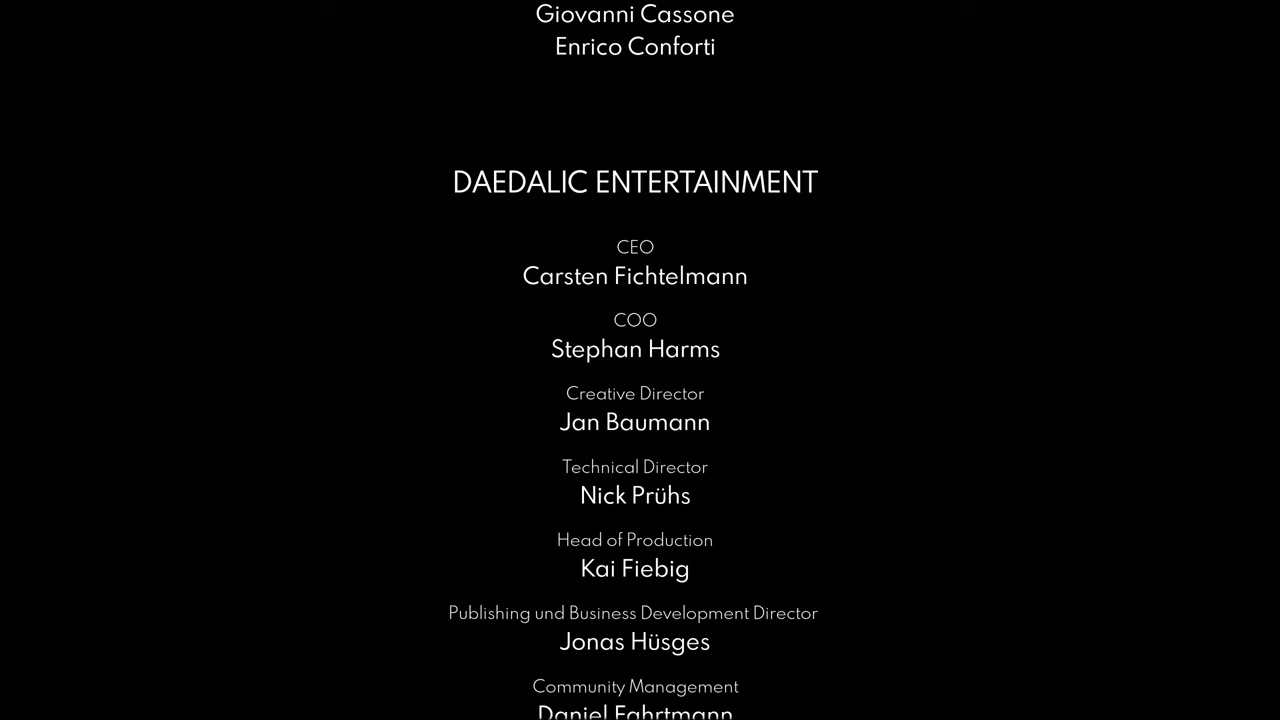 Giovanni Cassone
Enrico Conforti
DAEDALIC ENTERTAINMENT
CEO
Carsten Fichtelmann
COO
Stephan Harms
Creative Director
Jan Baumann
Technical Director
Nick Prühs
Head of Production
Kai Fiebig
Publishing und Business Development Director
Jonas Hüsges
Community Management
Daniel Fahrtmann